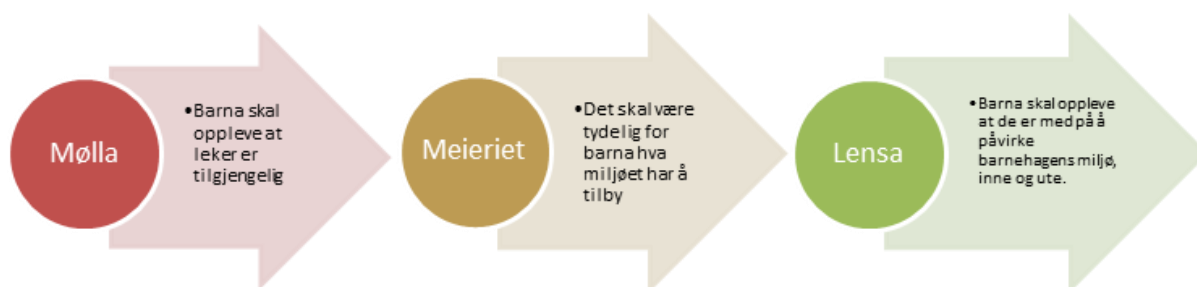 Mølla
•Barna skal
oppleve at
leker er
tilgjengelig
Meieriet
•Det skal være
tydelig for
barna hva
miljøet har å
tilby
Lensa
•Barna skal oppleve
at de er med på å
påvirke
barnehagens miljø,
inne og ute.